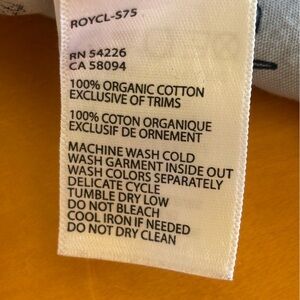 ROYCL-S75
RN 54226
CA 58094
100% ORGANIC COTTON
EXCLUSIVE OF TRIMS
100% COTON ORGANIQUE
EXCLUSIF DE ORNEMENT
MACHINE WASH COLD
WASH GARMENT INSIDE OUT
WASH COLORS SEPARATELY
DELICATE CYCLE
TUMBLE DRY LOW
DO NOT BLEACH
COOL IRON IF NEEDED
DO NOT DRY CLEAN